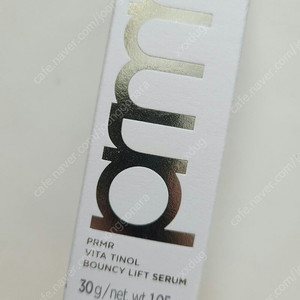 prmr
PRMR
VITA TINOL
BOUNCY LIFT SERUM
30g/net. wt. 1.05